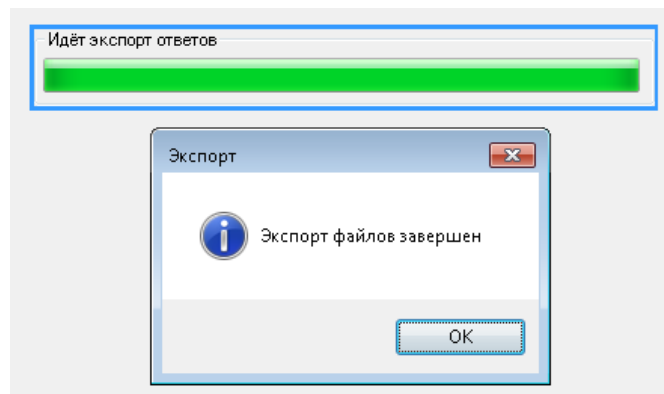 Идёт экспорт ответов
Экспорт
Экспорт файлов завершен
OK